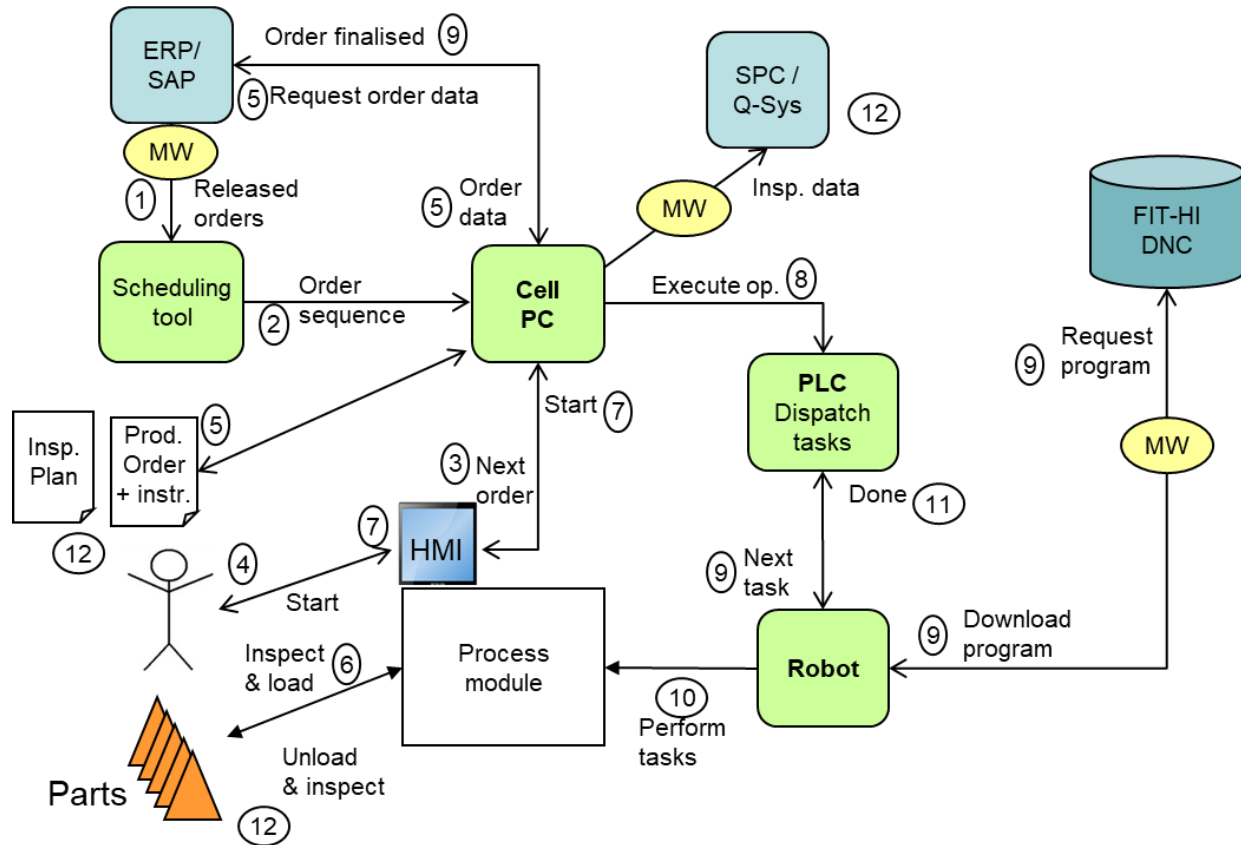 ERP/
SAP
Order finalised 9
5 Request order data
MW
1
Released
orders
Scheduling
tool
Order
2 sequence
5 Order
data
Cell
PC
SPC /
Q-Sys
12
MW
Insp. data
FIT-HI
DNC
Execute op. 8
PLC
Dispatch
tasks
9 Request
program
MW
Start 7
3 Next
order
Insp.
Plan
Prod.
Order
+ instr.
5
12
4
7
HMI
Start
Done 11
9 Next
task
9 Download
program
Robot
Inspect
& load 6
Process
module
10
Perform
tasks
Unload
& inspect
Parts
12